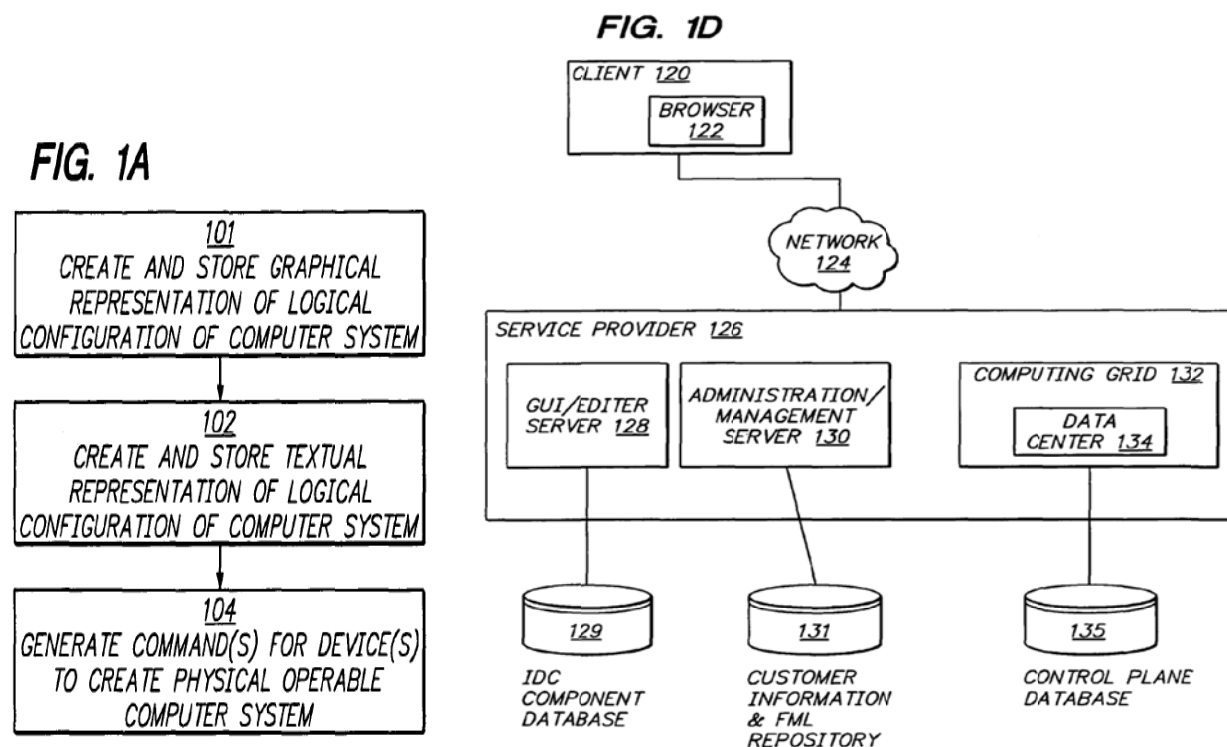 FIG. 1A
101
CREATE AND STORE GRAPHICAL
REPRESENTATION OF LOGICAL
CONFIGURATION OF COMPUTER SYSTEM
102
CREATE AND STORE TEXTUAL
REPRESENTATION OF LOGICAL
CONFIGURATION OF COMPUTER SYSTEM
104
GENERATE COMMAND(S) FOR DEVICE(S)
TO CREATE PHYSICAL OPERABLE
COMPUTER SYSTEM
FIG. 1D
CLIENT 120
BROWSER
122
NETWORK
124
SERVICE PROVIDER 126
GUI/EDITER
SERVER 128
ADMINISTRATION/
MANAGEMENT
SERVER 130
COMPUTING GRID 132
DATA
CENTER 134
129
IDC
COMPONENT
DATABASE
131
CUSTOMER
INFORMATION
& FML
REPOSITORY
135
CONTROL PLANE
DATABASE